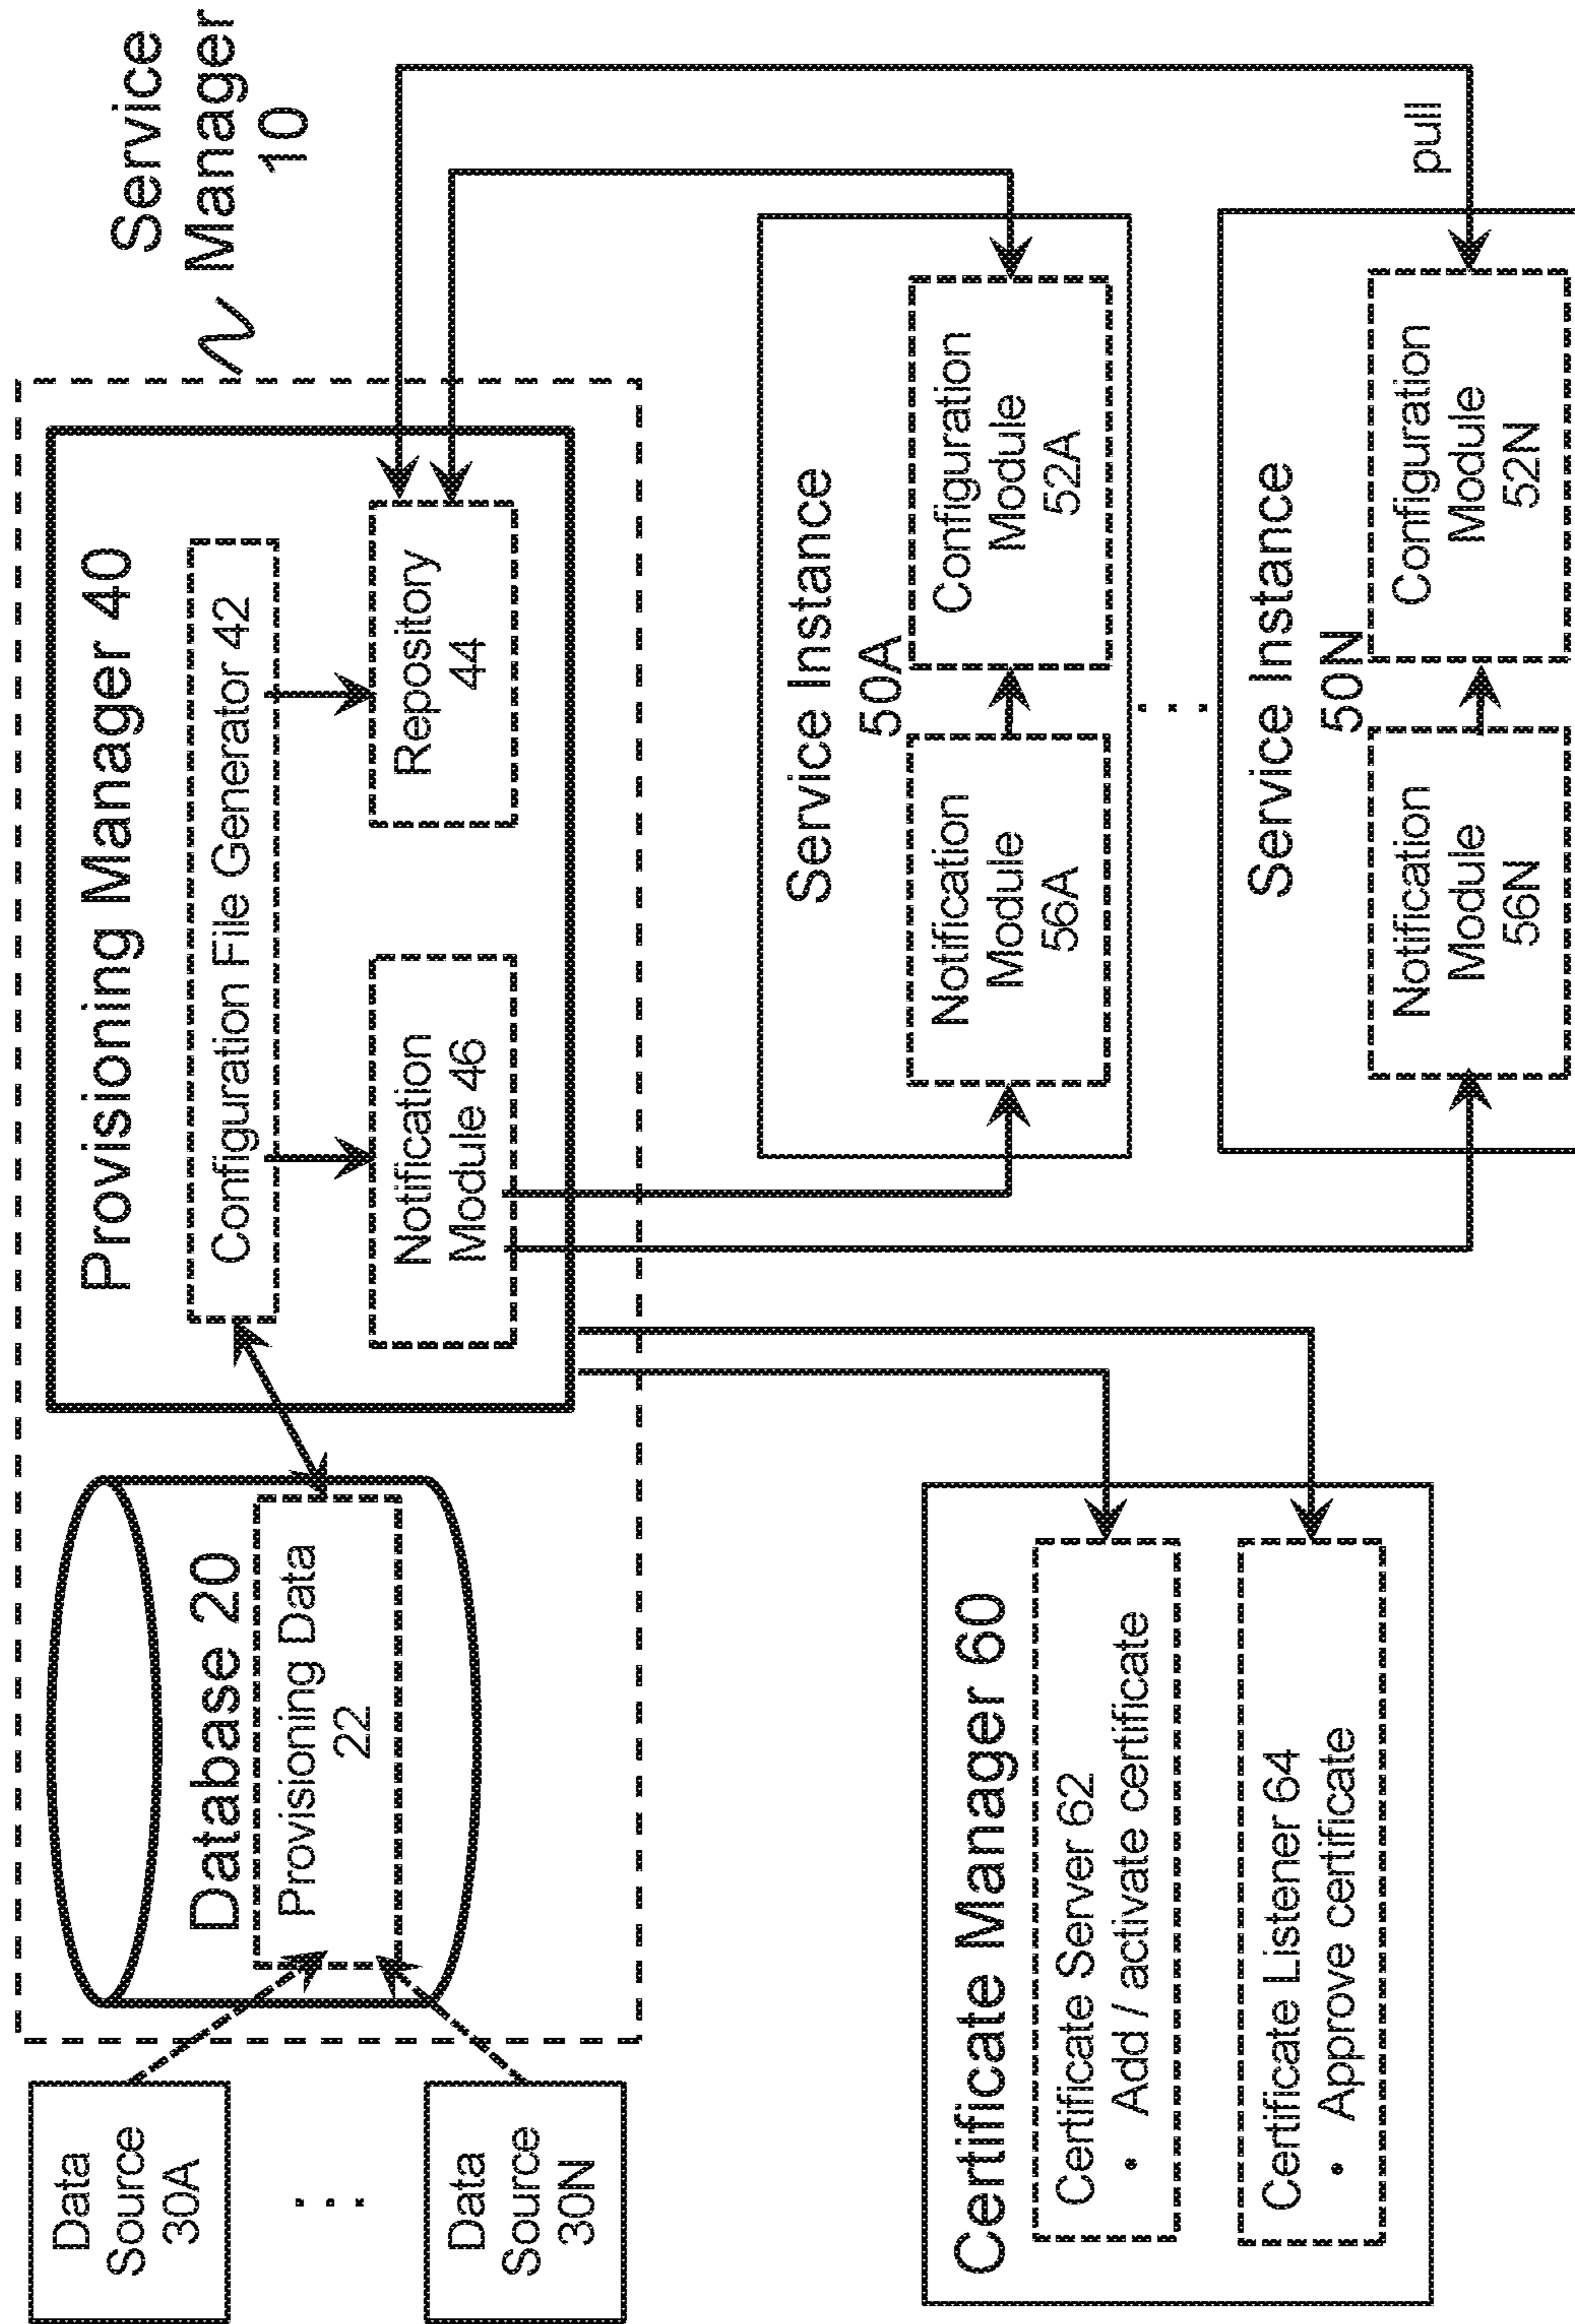 Service
Manager
10
Data
Source
30A
Data
Source
30N
Database 20
Provisioning Data
22
Provisioning Manager 40
Configuration File Generator 42
Notification
Module 46
Repository
44
Certificate Manager 60
Certificate Server 62
• Add / activate certificate
Certificate Listener 64
• Approve certificate
Service Instance
50A
Notification
Module
56A
Configuration
Module
52A
Service Instance
50N
Notification
Module
56N
Configuration
Module
52N
pull